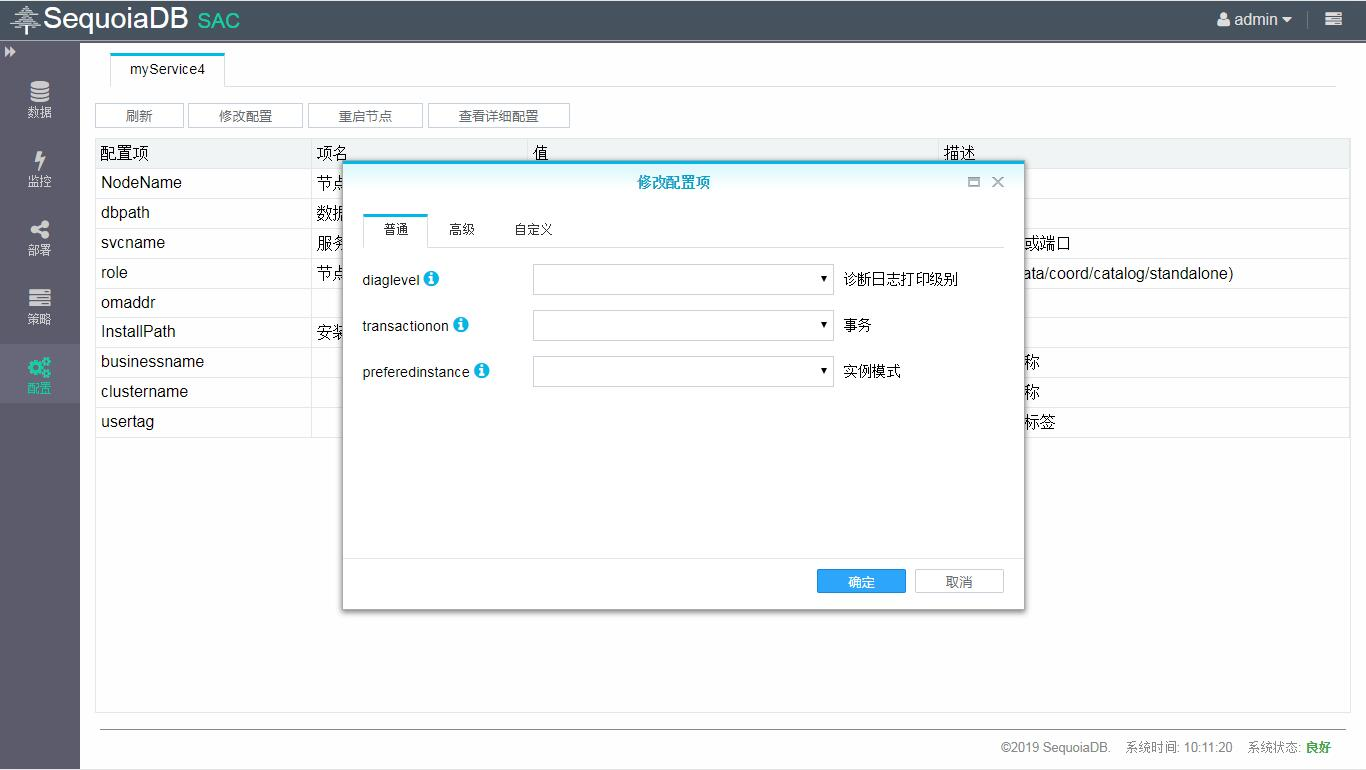 SequoiaDB SAC
admin
myService4
数据
监控
部署
策略
配置
刷新 修改配置 重启节点 查看详细配置
配置项 项名 值 描述
NodeName 节点
dbpath 数据
svcname 服务 或端口
role 节点 ata/coord/catalog/standalone)
omaddr
InstallPath 安装
businessname 称
clustername 称
usertag 标签
修改配置项
普通 高级 自定义
diaglevel 诊断日志打印级别
transactionon 事务
preferedinstance 实例模式
确定 取消
©2019 SequoiaDB. 系统时间: 10:11:20 系统状态: 良好